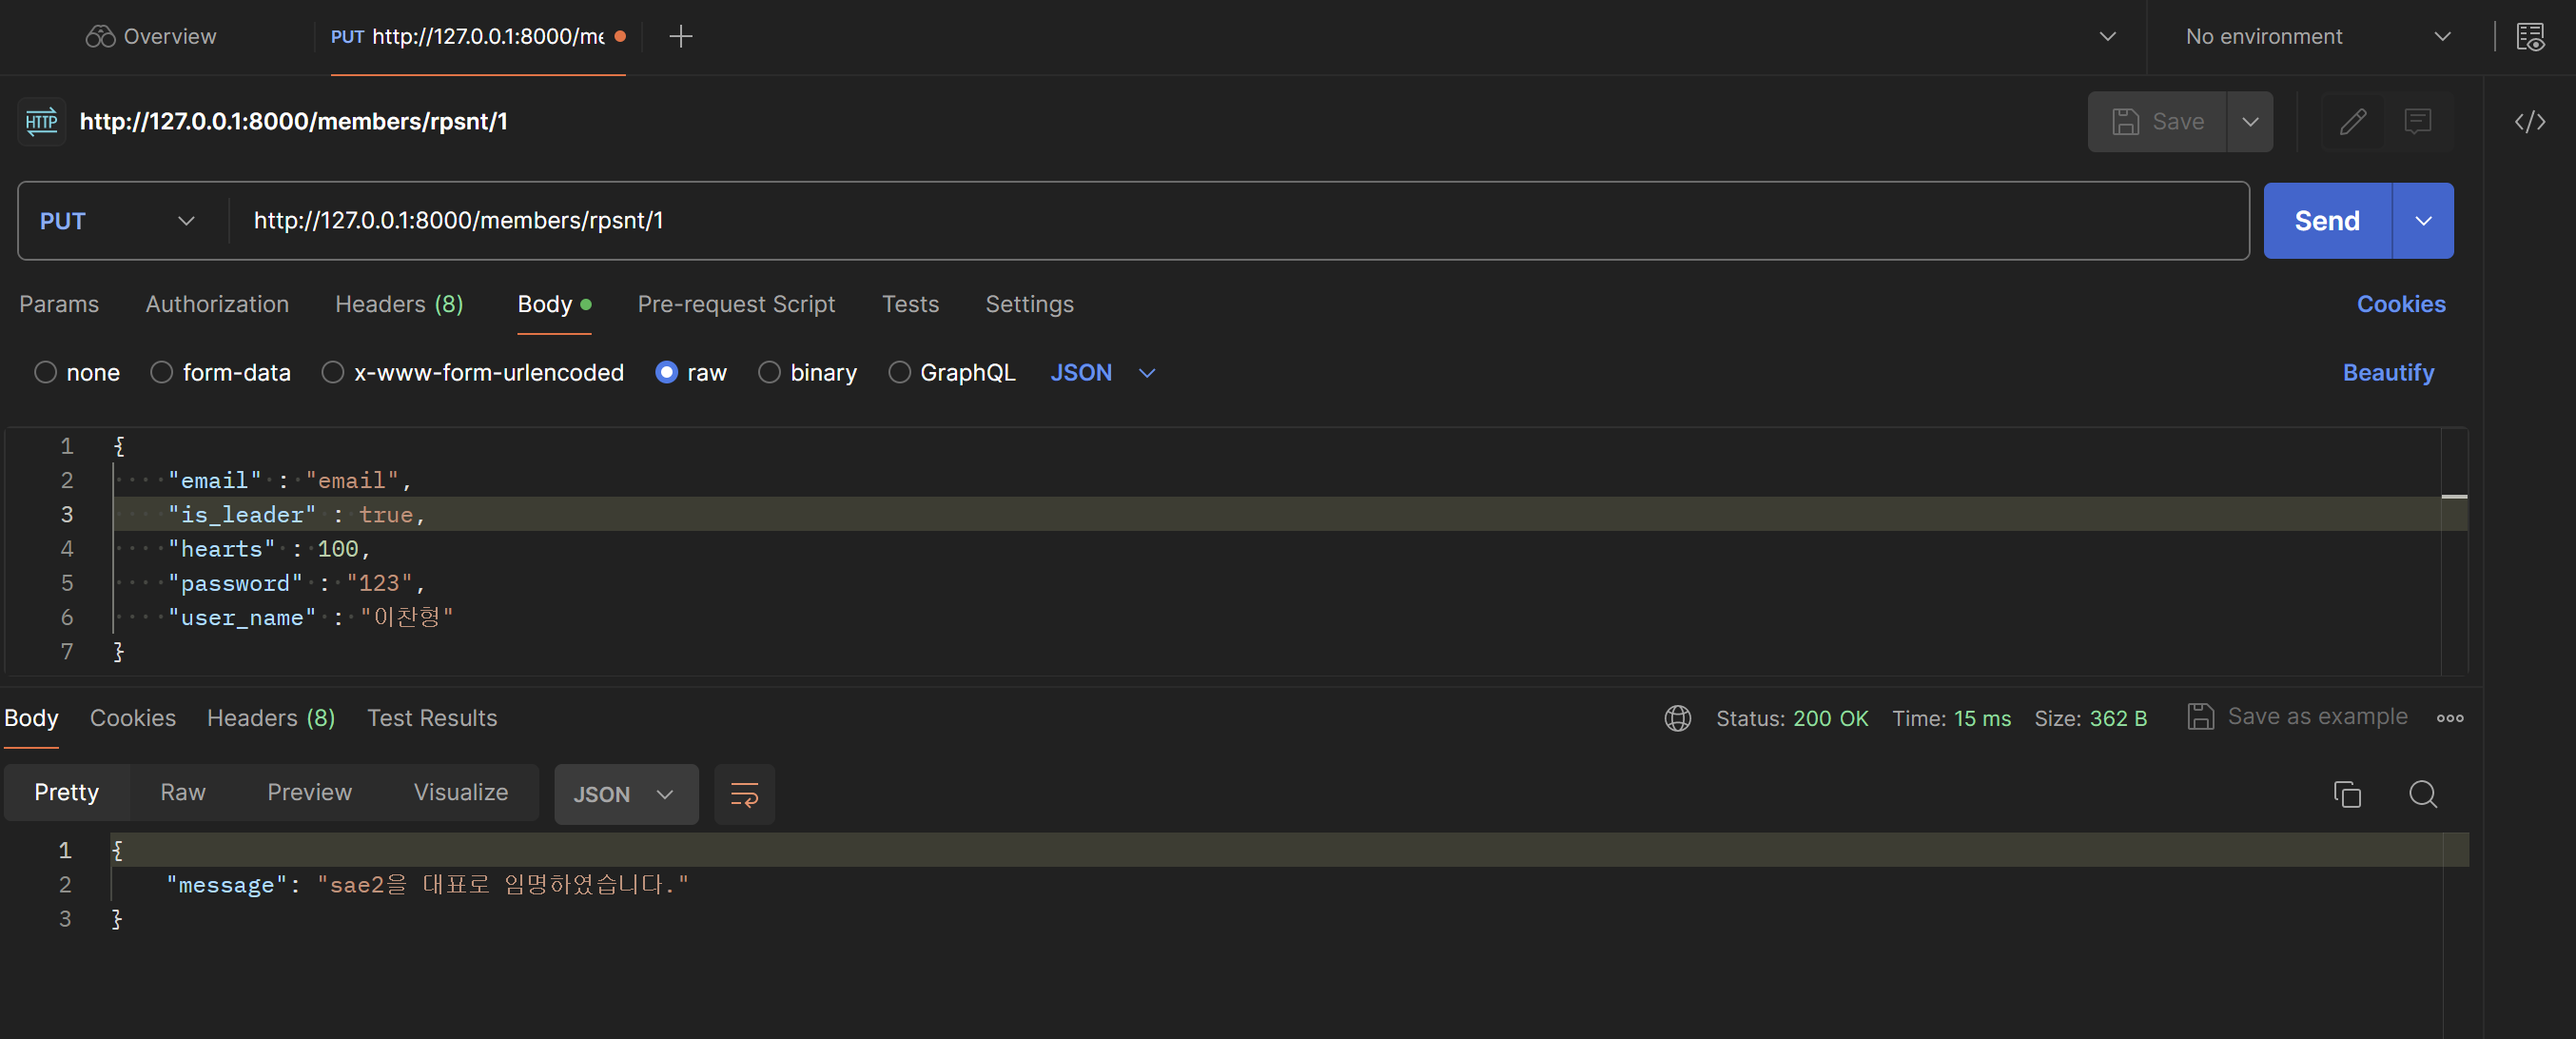 Overview
PUT http://127.0.0.1:8000/me
No environment
HTTP http://127.0.0.1:8000/members/rpsnt/1
Save
PUT http://127.0.0.1:8000/members/rpsnt/1
Send
Params Authorization Headers (8) Body Pre-request Script Tests Settings Cookies
none form-data x-www-form-urlencoded raw binary GraphQL JSON Beautify
1 {
2 "email" : "email",
3 "is_leader" : true,
4 "hearts" : 100,
5 "password" : "123",
6 "user_name" : "이찬형"
7 }
Body Cookies Headers (8) Test Results Status: 200 OK Time: 15 ms Size: 362 B Save as example
Pretty Raw Preview Visualize JSON
1 {
2 "message": "sae2을 대표로 임명하였습니다."
3 }